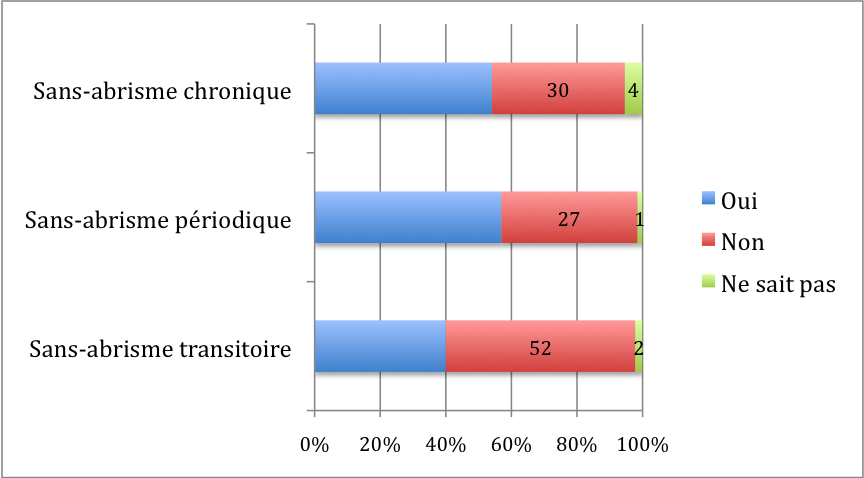 Sans-abrisme chronique
30 4
Sans-abrisme périodique
27 1
Sans-abrisme transitoire
52 2
0% 20% 40% 60% 80% 100%
Oui
Non
Ne sait pas